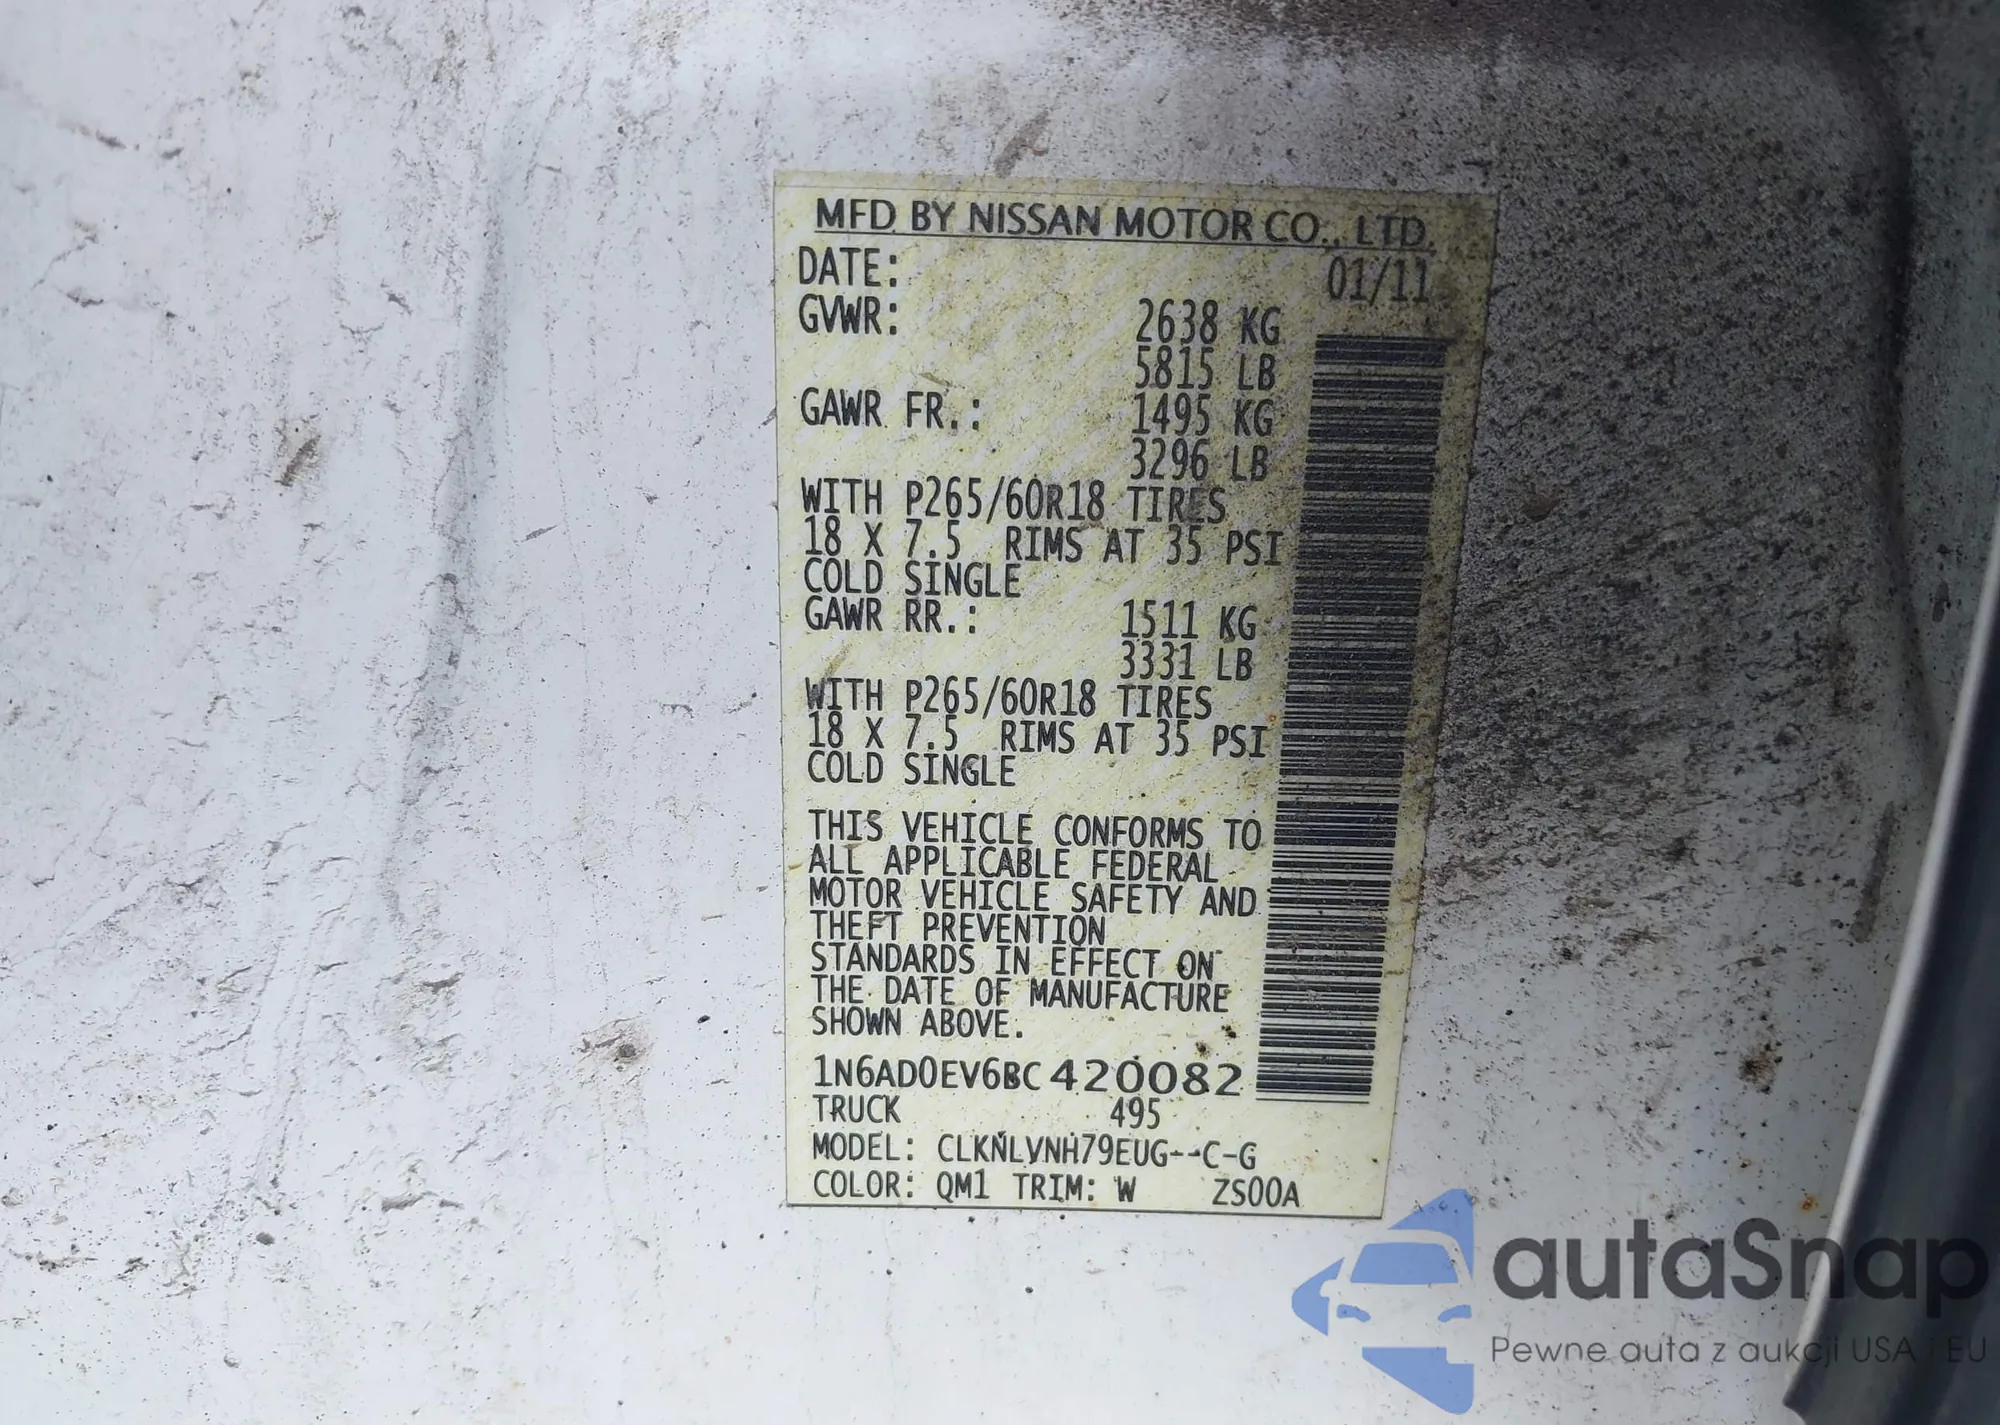 MFD BY NISSAN MOTOR CO., LTD.
DATE: 01/11
GVWR: 2638 KG
5815 LB
GAWR FR.: 1495 KG
3296 LB
WITH P265/60R18 TIRES
18 X 7.5 RIMS AT 35 PSI
COLD SINGLE
GAWR RR.: 1511 KG
3331 LB
WITH P265/60R18 TIRES
18 X 7.5 RIMS AT 35 PSI
COLD SINGLE
THIS VEHICLE CONFORMS TO
ALL APPLICABLE FEDERAL
MOTOR VEHICLE SAFETY AND
THEFT PREVENTION
STANDARDS IN EFFECT ON
THE DATE OF MANUFACTURE
SHOWN ABOVE.
1N6AD0EV6BC420082
TRUCK 495
MODEL: CLKNLVNH79EUG--C-G
COLOR: QM1 TRIM: W ZS00A
autaSnap
Pewne auta z aukcji USA i EU